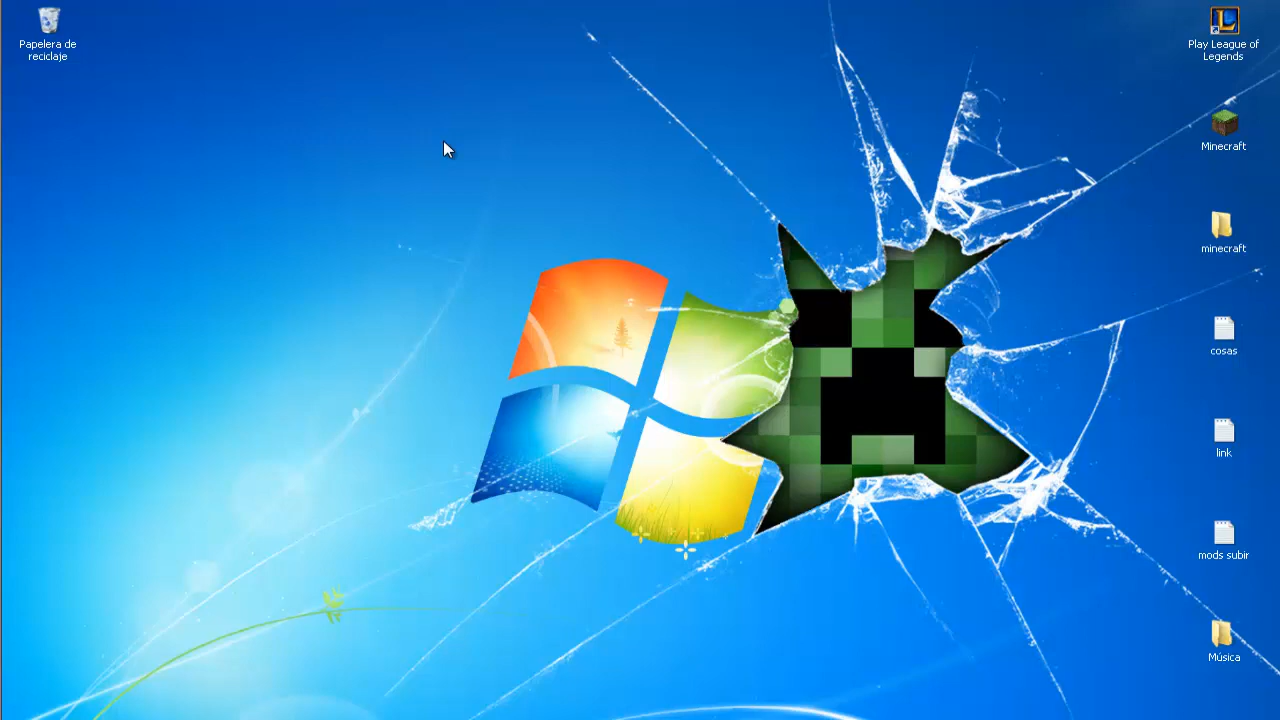 Papelera de
reciclaje
Play League of
Legends
Minecraft
minecraft
cosas
link
mods subir
Música